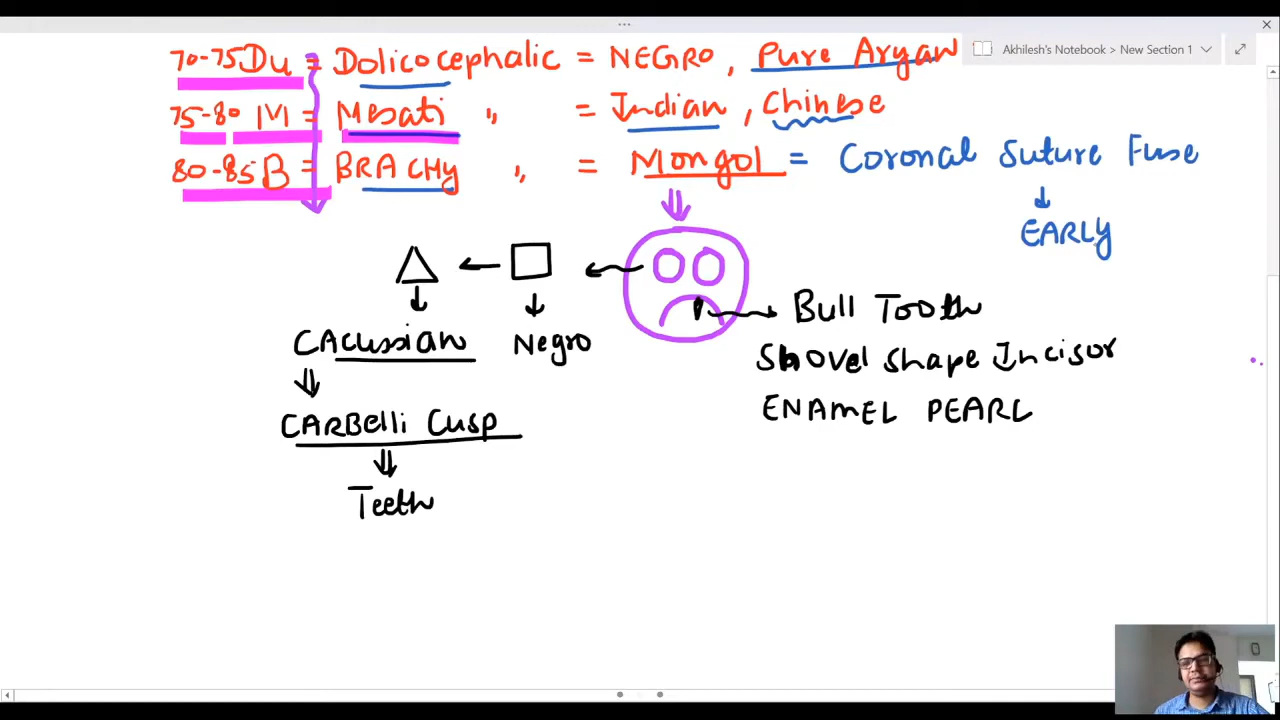 Akhilesh's Notebook > New Section 1
70-75 Du = Dolicocephalic = NEGRO, Pure Aryan
75-80 M = Mesati " = Indian, Chinese
80-85 B = BRACHy " = Mongol = Coronal Suture Fuse
EARLy
Bull Tooth
CAcussian Negro
Shovel shape Incisor
CARBelli Cusp
ENAMEL PEARL
Teeth